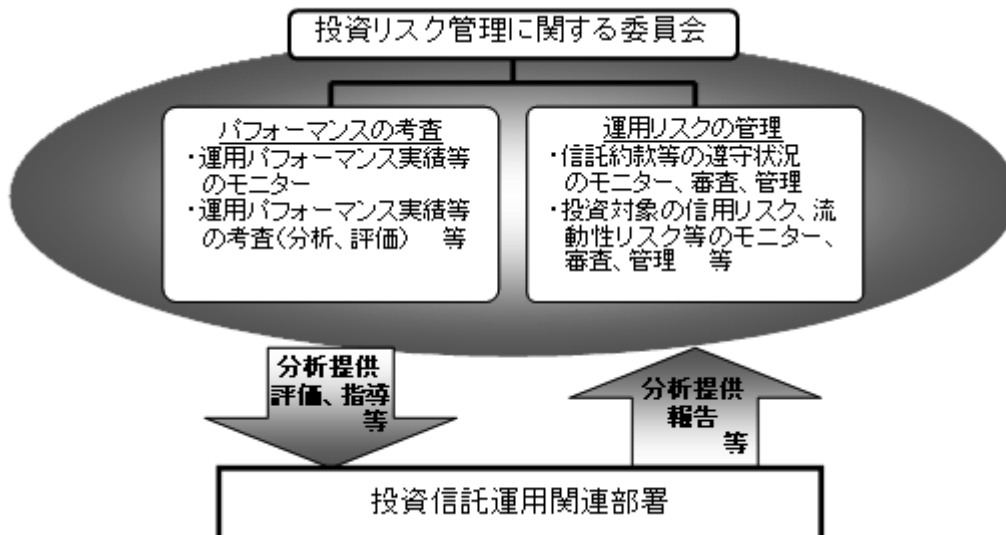 投資リスク管理に関する委員会
パフォーマンスの考査
・運用パフォーマンス実績等
のモニター
・運用パフォーマンス実績等
の考査(分析、評価) 等
運用リスクの管理
・信託約款等の遵守状況
のモニター、審査、管理
・投資対象の信用リスク、流
動性リスク等のモニター、
審査、管理 等
分析提供
評価、指導
等
分析提供
報告
等
投資信託運用関連部署